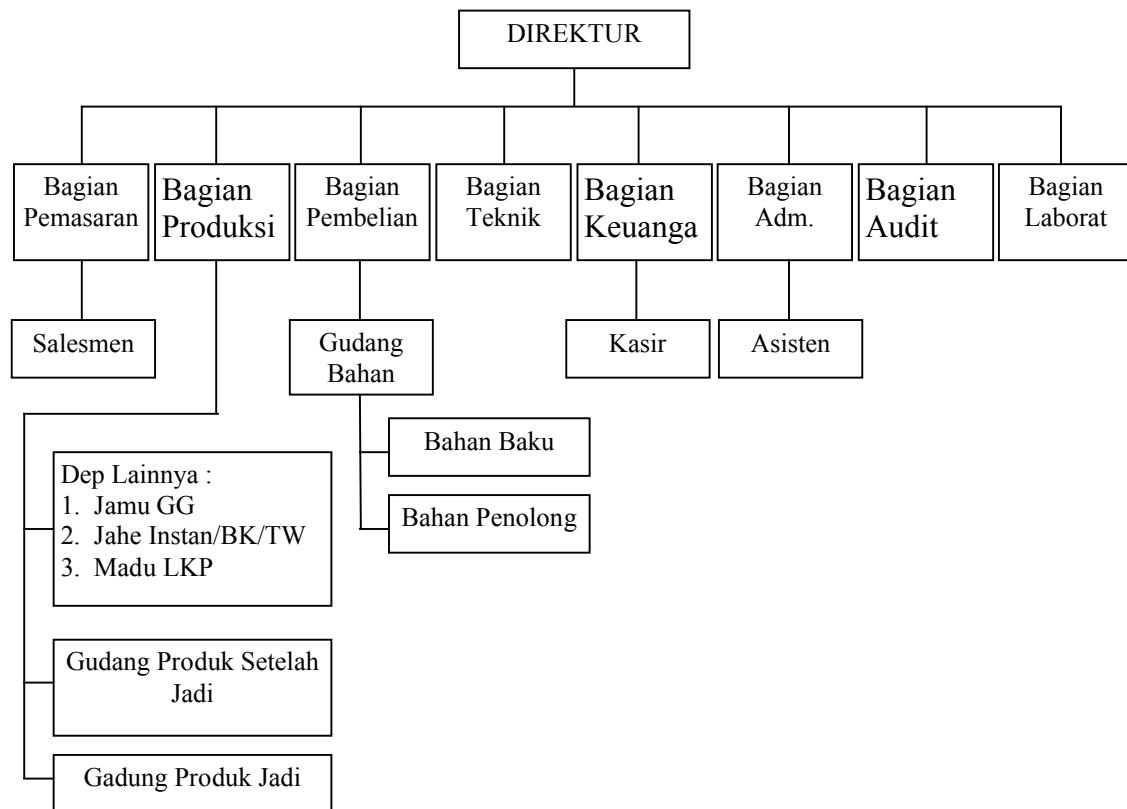 DIREKTUR
Bagian
Pemasaran
Bagian
Produksi
Bagian
Pembelian
Bagian
Teknik
Bagian
Keuanga
Bagian
Adm.
Bagian
Audit
Bagian
Laborat
Salesmen
Gudang
Bahan
Kasir
Asisten
Bahan Baku
Bahan Penolong
Dep Lainnya :
1. Jamu GG
2. Jahe Instan/BK/TW
3. Madu LKP
Gudang Produk Setelah
Jadi
Gadung Produk Jadi